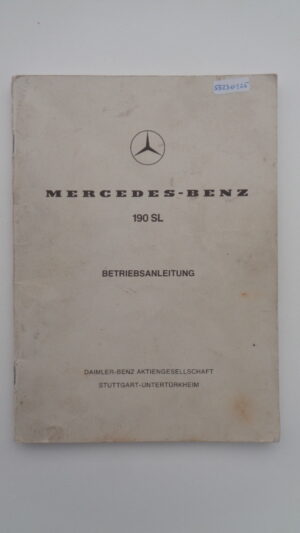 MERCEDES-BENZ
190 SL
BETRIEBSANLEITUNG
DAIMLER-BENZ AKTIENGESELLSCHAFT
STUTTGART-UNTERTÜRKHEIM